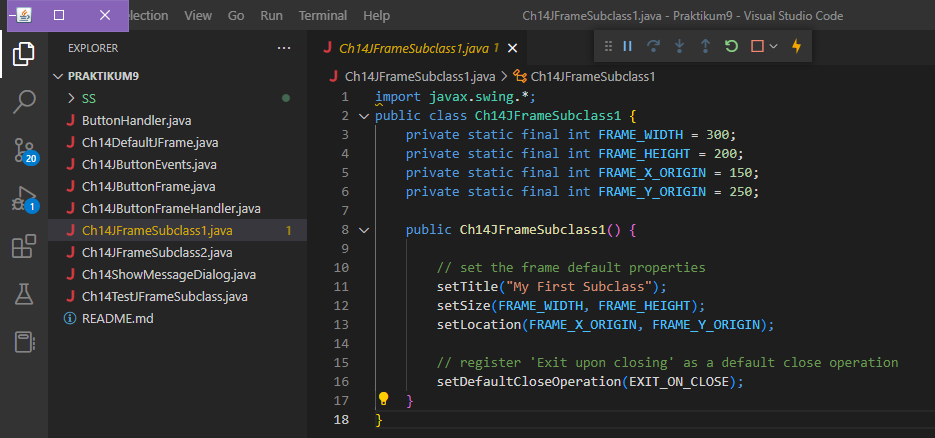 lection Go Run Terminal Help Ch14JFrameSubclass1.java - Praktikum9 - Visual Studio Code
EXPLORER
PRAKTIKUM9
SS
ButtonHandler.java
Ch14DefaultJFrame.java
Ch14JButtonEvents.java
Ch14JButtonFrame.java
Ch14JButtonFrameHandler.java
Ch14JFrameSubclass1.java 1
Ch14JFrameSubclass2.java
Ch14ShowMessageDialog.java
Ch14TestJFrameSubclass.java
README.md
20
1
Ch14JFrameSubclass1.java 1
Ch14JFrameSubclass1.java > Ch14JFrameSubclass1
1 import javax.swing.*;
2 public class Ch14JFrameSubclass1 {
3 private static final int FRAME_WIDTH = 300;
4 private static final int FRAME_HEIGHT = 200;
5 private static final int FRAME_X_ORIGIN = 150;
6 private static final int FRAME_Y_ORIGIN = 250;
7
8 public Ch14JFrameSubclass1() {
9
10 // set the frame default properties
11 setTitle("My First Subclass");
12 setSize(FRAME_WIDTH, FRAME_HEIGHT);
13 setLocation(FRAME_X_ORIGIN, FRAME_Y_ORIGIN);
14
15 // register 'Exit upon closing' as a default close operation
16 setDefaultCloseOperation(EXIT_ON_CLOSE);
17 }
18 }